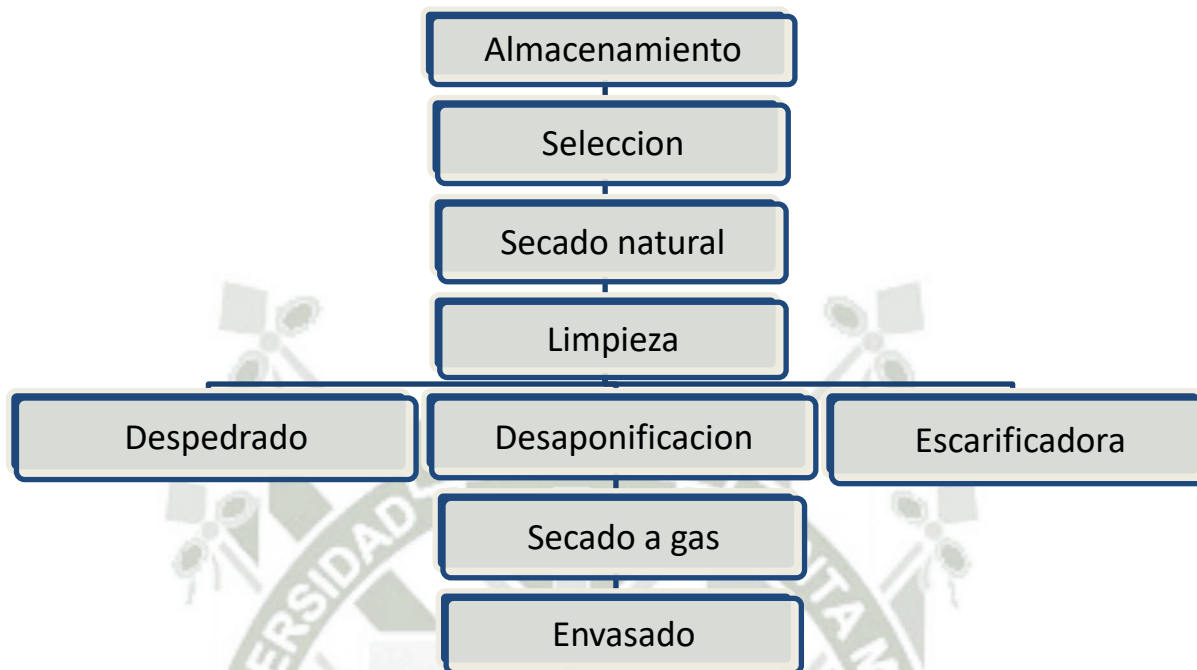 Almacenamiento
Seleccion
Secado natural
Limpieza
Despedrado
Desaponificacion
Escarificadora
Secado a gas
Envasado